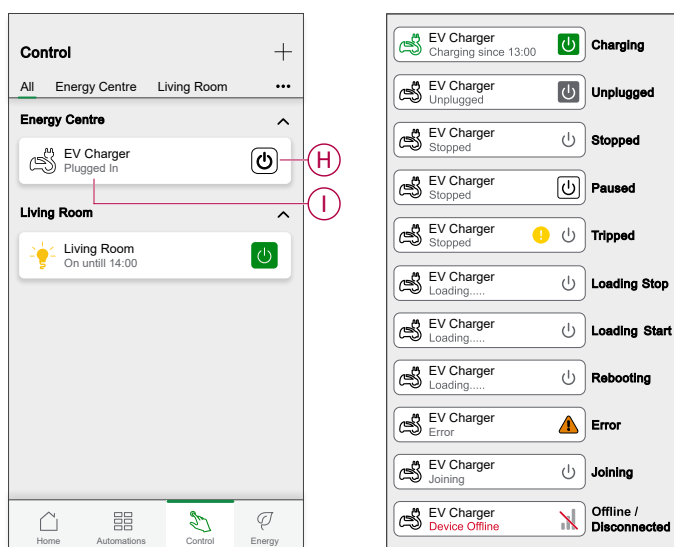 Control
All Energy Centre Living Room
Energy Centre
EV Charger
Plugged In
H
I
Living Room
Living Room
On untill 14:00
Home Automations Control Energy
EV Charger
Charging since 13:00
Charging
EV Charger
Unplugged
Unplugged
EV Charger
Stopped
Stopped
EV Charger
Stopped
Paused
EV Charger
Stopped
Tripped
EV Charger
Loading.....
Loading Stop
EV Charger
Loading.....
Loading Start
EV Charger
Loading.....
Rebooting
EV Charger
Error
Error
EV Charger
Joining
Joining
EV Charger
Device Offline
Offline /
Disconnected